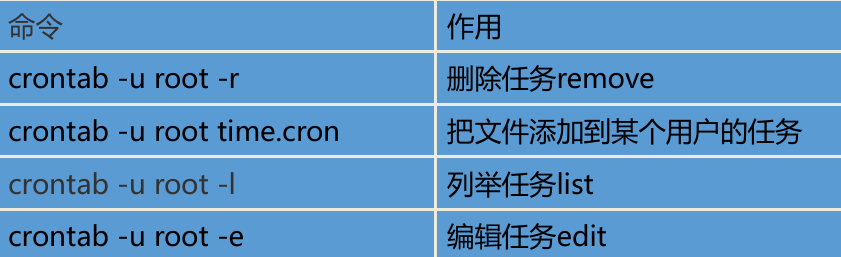 命令 作用
crontab -u root -r 删除任务remove
crontab -u root time.cron 把文件添加到某个用户的任务
crontab -u root -l 列举任务list
crontab -u root -e 编辑任务edit